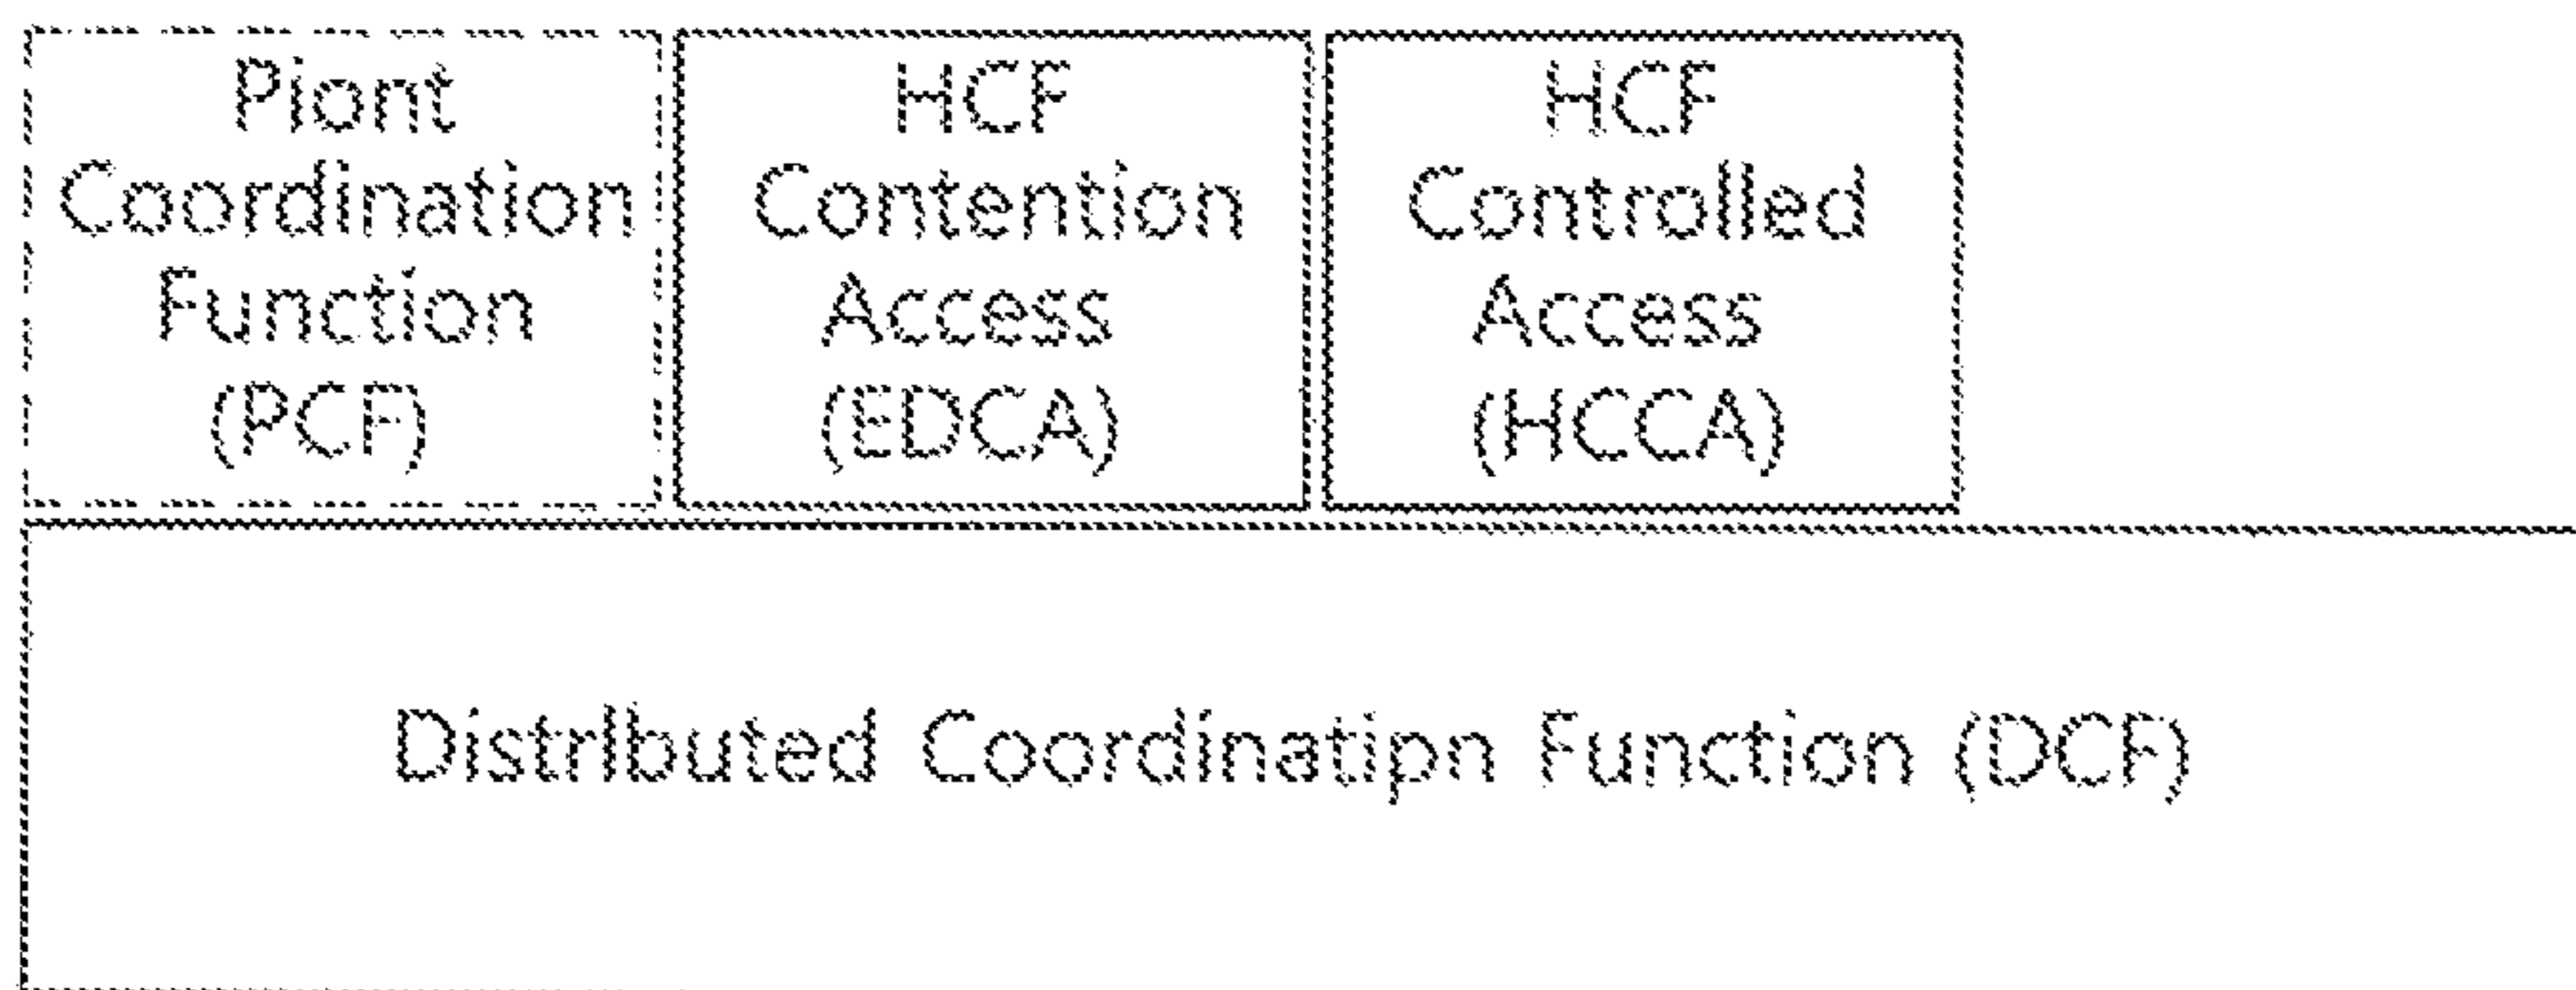 Piont
Coordination
Function
(PCF)
HCF
Contention
Access
(EDCA)
HCF
Controlled
Access
(HCCA)
Distrlbuted Coordinatipn Function (DCF)